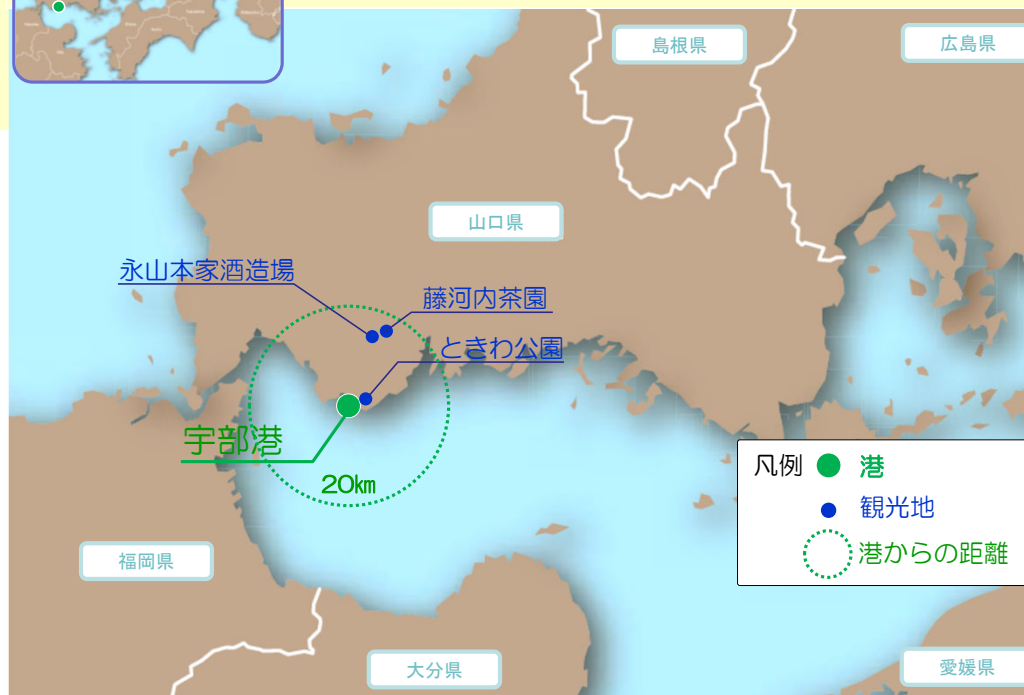 島根県
広島県
山口県
永山本家酒造場
藤河内茶園
ときわ公園
宇部港
20km
凡例
港
観光地
港からの距離
福岡県
大分県
愛媛県